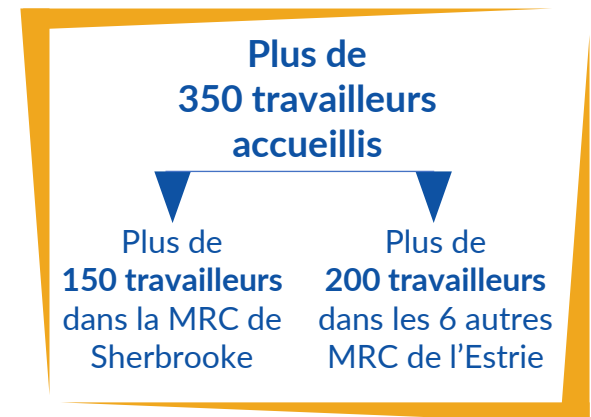 Plus de
350 travailleurs
accueillis
Plus de
150 travailleurs
dans la MRC de
Sherbrooke
Plus de
200 travailleurs
dans les 6 autres
MRC de l’Estrie